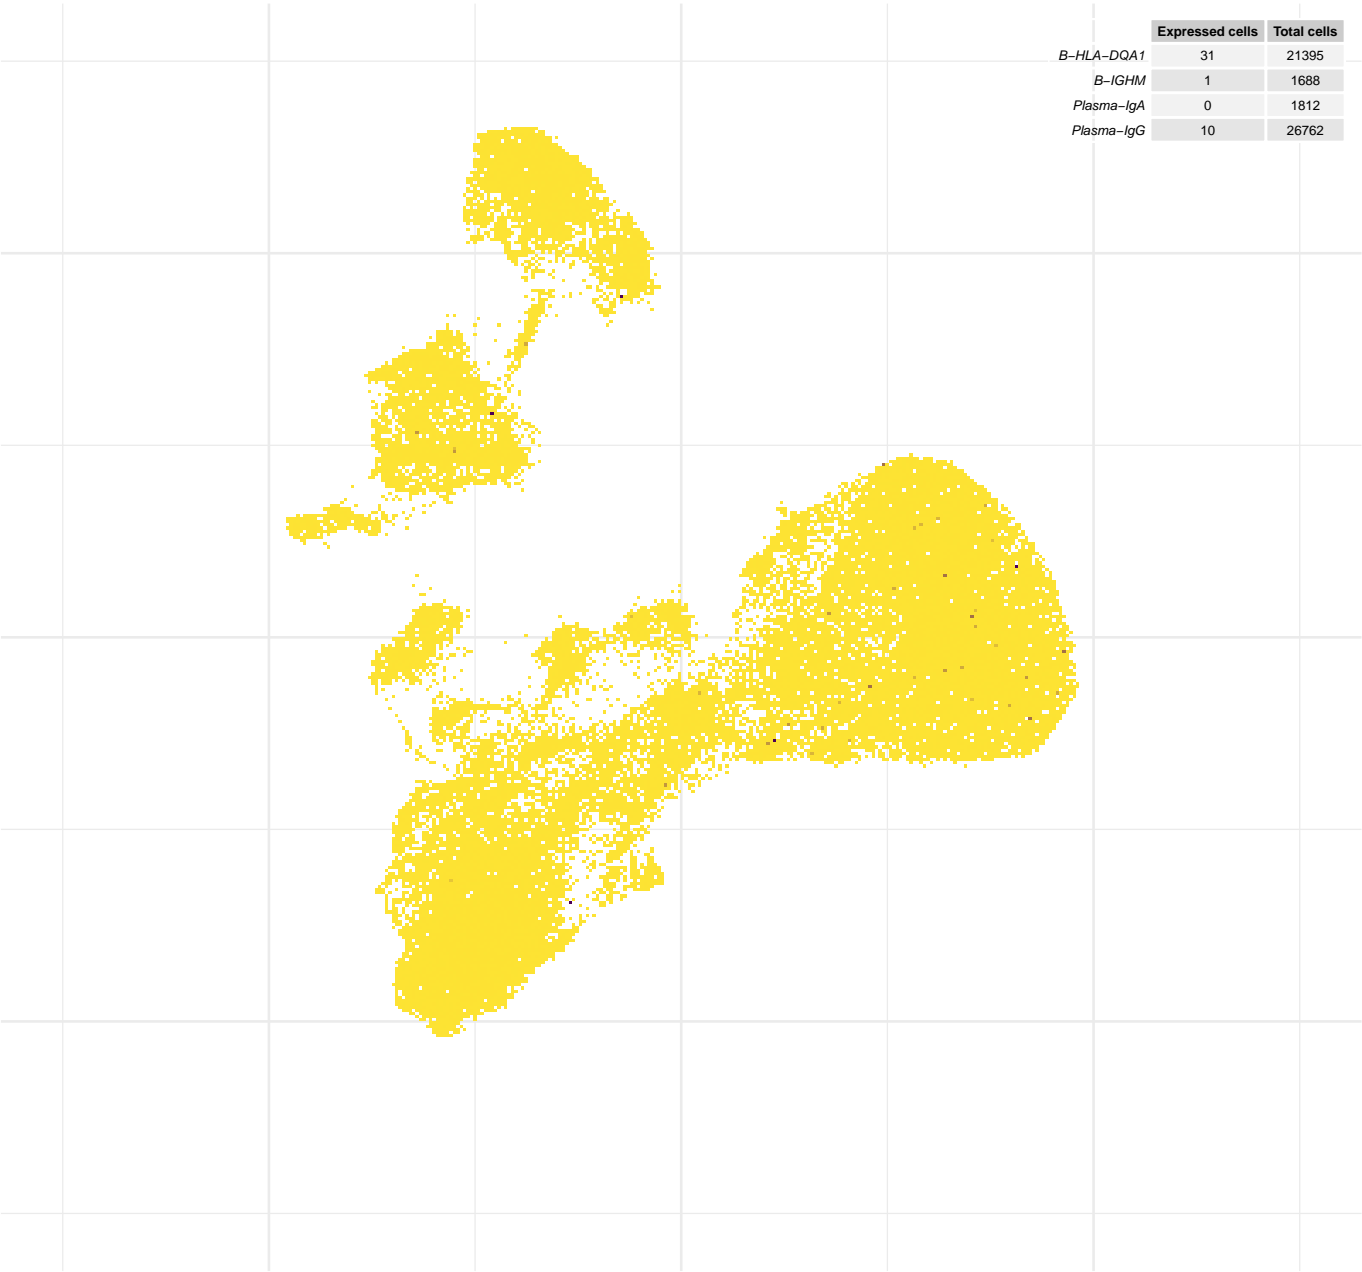 Expressed cells Total cells
B−HLA−DQA1 31 21395
B−IGHM 1 1688
Plasma−IgA 0 1812
Plasma−IgG 10 26762